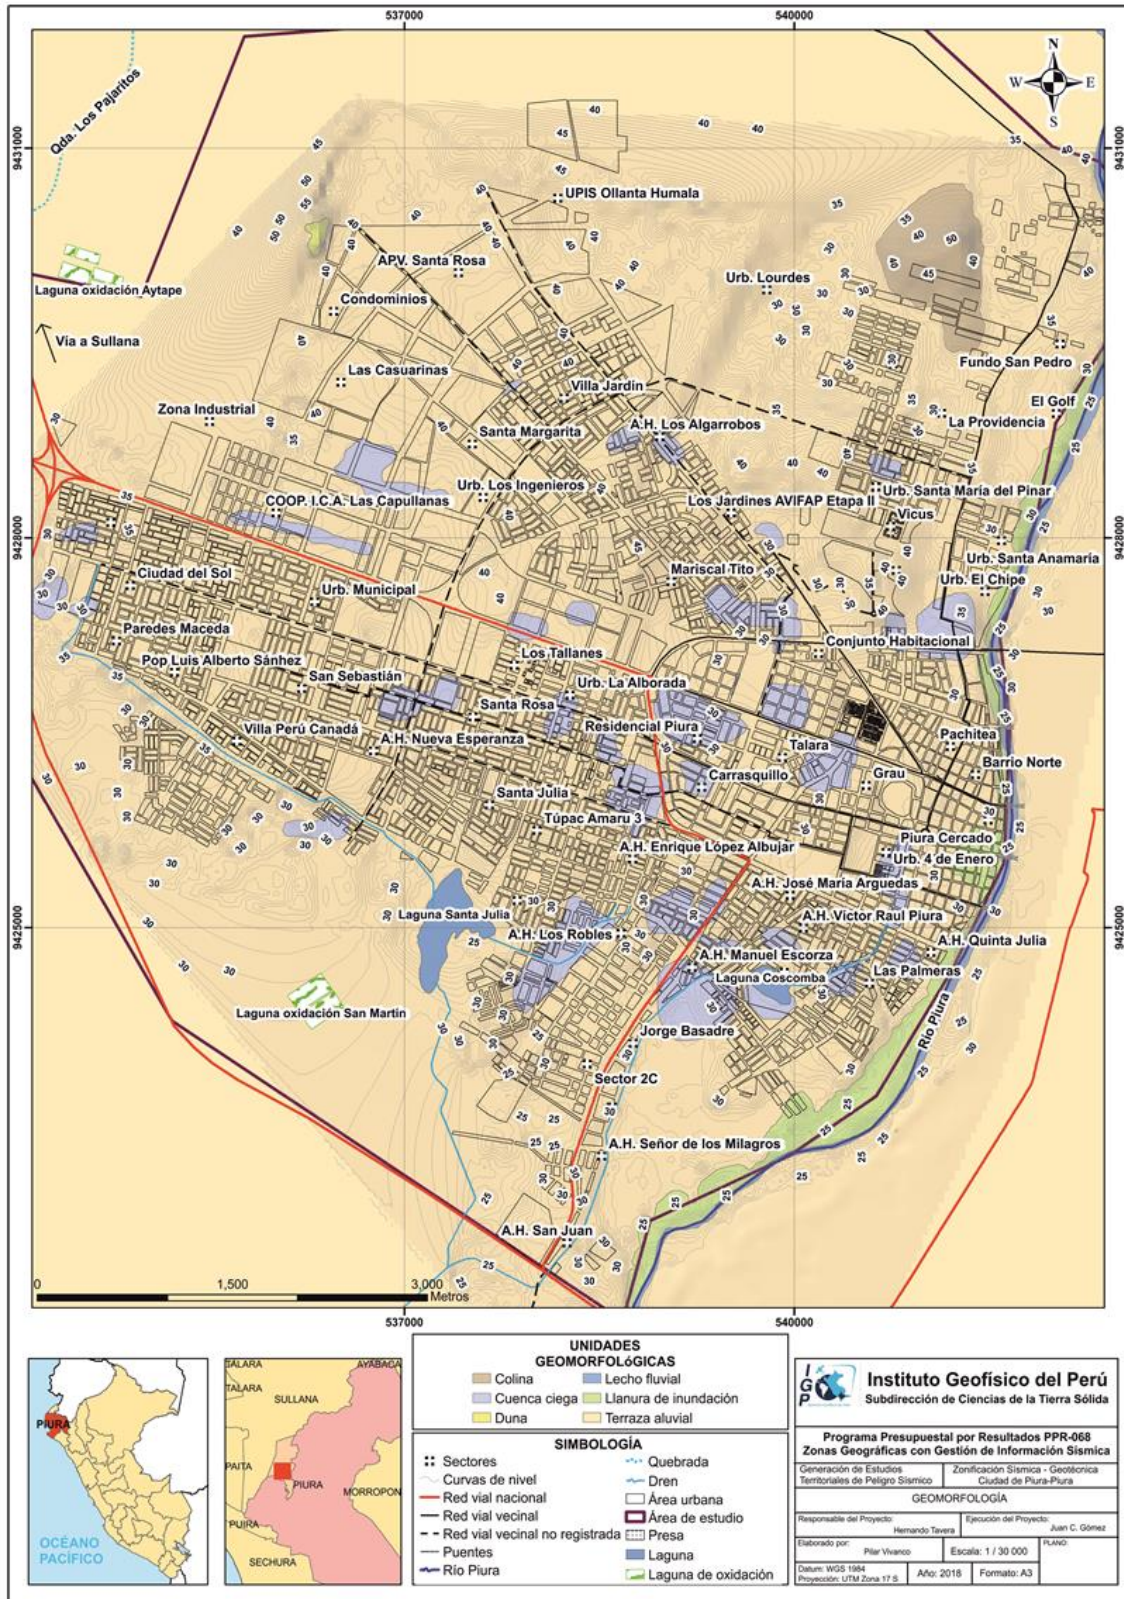 537000
540000
9431000
9431000
9428000
9428000
9425000
9425000
N
W E
S
Qda. Los Pajaritos
UPIS Ollanta Humala
APV. Santa Rosa
Urb. Lourdes
Laguna oxidación Aytape
Condominios
Vía a Sullana
Fundo San Pedro
Las Casuarinas
Villa Jardín
El Golf
Zona Industrial
La Providencia
A.H. Los Algarrobos
Santa Margarita
Urb. Los Ingenieros
Urb. Santa María del Pinar
COOP. I.C.A. Las Capullanas
Los Jardines AVIFAP Etapa II
Vicus
Urb. Santa Anamaría
Ciudad del Sol
Mariscal Tito
Urb. El Chipe
Urb. Municipal
Paredes Maceda
Conjunto Habitacional
Pop Luis Alberto Sánhez
Los Tallanes
San Sebastián
Urb. La Alborada
Santa Rosa
Villa Perú Canadá
Residencial Piura
A.H. Nueva Esperanza
Talara
Pachitea
Barrio Norte
Carrasquillo
Grau
Santa Julia
Túpac Amaru 3
Piura Cercado
A.H. Enrique López Albujar
Urb. 4 de Enero
A.H. José María Arguedas
Laguna Santa Julia
A.H. Victor Raul Piura
A.H. Los Robles
A.H. Quinta Julia
A.H. Manuel Escorza
Las Palmeras
Laguna Coscomba
Laguna oxidación San Martin
Río Piura
Jorge Basadre
Sector 2C
A.H. Señor de los Milagros
A.H. San Juan
0 1,500 3,000
Metros
537000
540000
PIURA
OCÉANO
PACÍFICO
TALARA
AYABACA
TALARA
SULLANA
PAITA
PIURA
MORROPON
PUIRA
SECHURA
UNIDADES
GEOMORFOLóGICAS
Colina
Lecho fluvial
Cuenca ciega
Llanura de inundación
Duna
Terraza aluvial
SIMBOLOGÍA
Sectores
Quebrada
Curvas de nivel
Dren
Red vial nacional
Área urbana
Red vial vecinal
Área de estudio
Red vial vecinal no registrada
Presa
Puentes
Laguna
Río Piura
Laguna de oxidación
IGP
Instituto Geofísico del Perú
Subdirección de Ciencias de la Tierra Sólida
Programa Presupuestal por Resultados PPR-068
Zonas Geográficas con Gestión de Información Sísmica
Generación de Estudios
Territoriales de Peligro Sísmico
Zonificación Sísmica - Geotécnica
Ciudad de Piura-Piura
GEOMORFOLOGÍA
Responsable del Proyecto:
Hernando Tavera
Ejecución del Proyecto:
Juan C. Gómez
Elaborado por:
Pilar Vivanco
Escala: 1 / 30 000
PLANO:
Datum: WGS 1984
Proyección: UTM Zona 17 S
Año: 2018
Formato: A3